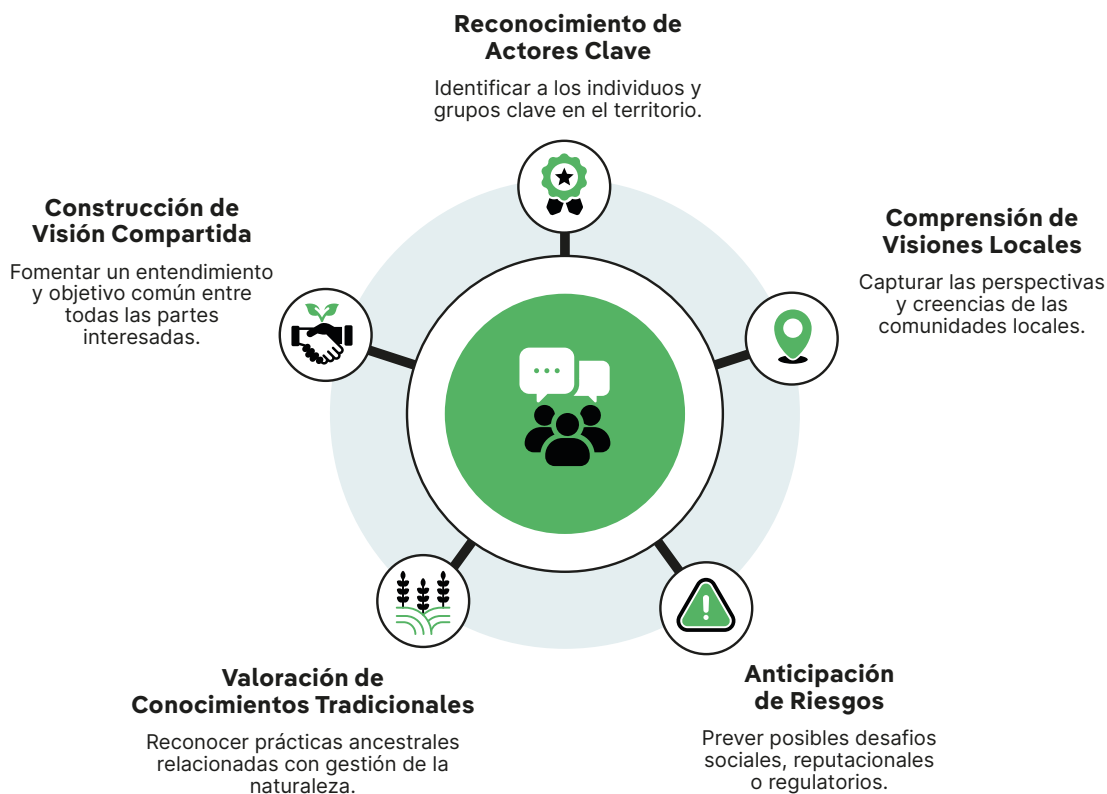 Reconocimiento de
Actores Clave
Identificar a los individuos y
grupos clave en el territorio.
Construcción de
Visión Compartida
Fomentar un entendimiento
y objetivo común entre
todas las partes
interesadas.
Comprensión de
Visiones Locales
Capturar las perspectivas
y creencias de las
comunidades locales.
Valoración de
Conocimientos Tradicionales
Reconocer prácticas ancestrales
relacionadas con gestión de la
naturaleza.
Anticipación
de Riesgos
Prever posibles desafios
sociales, reputacionales
o regulatorios.